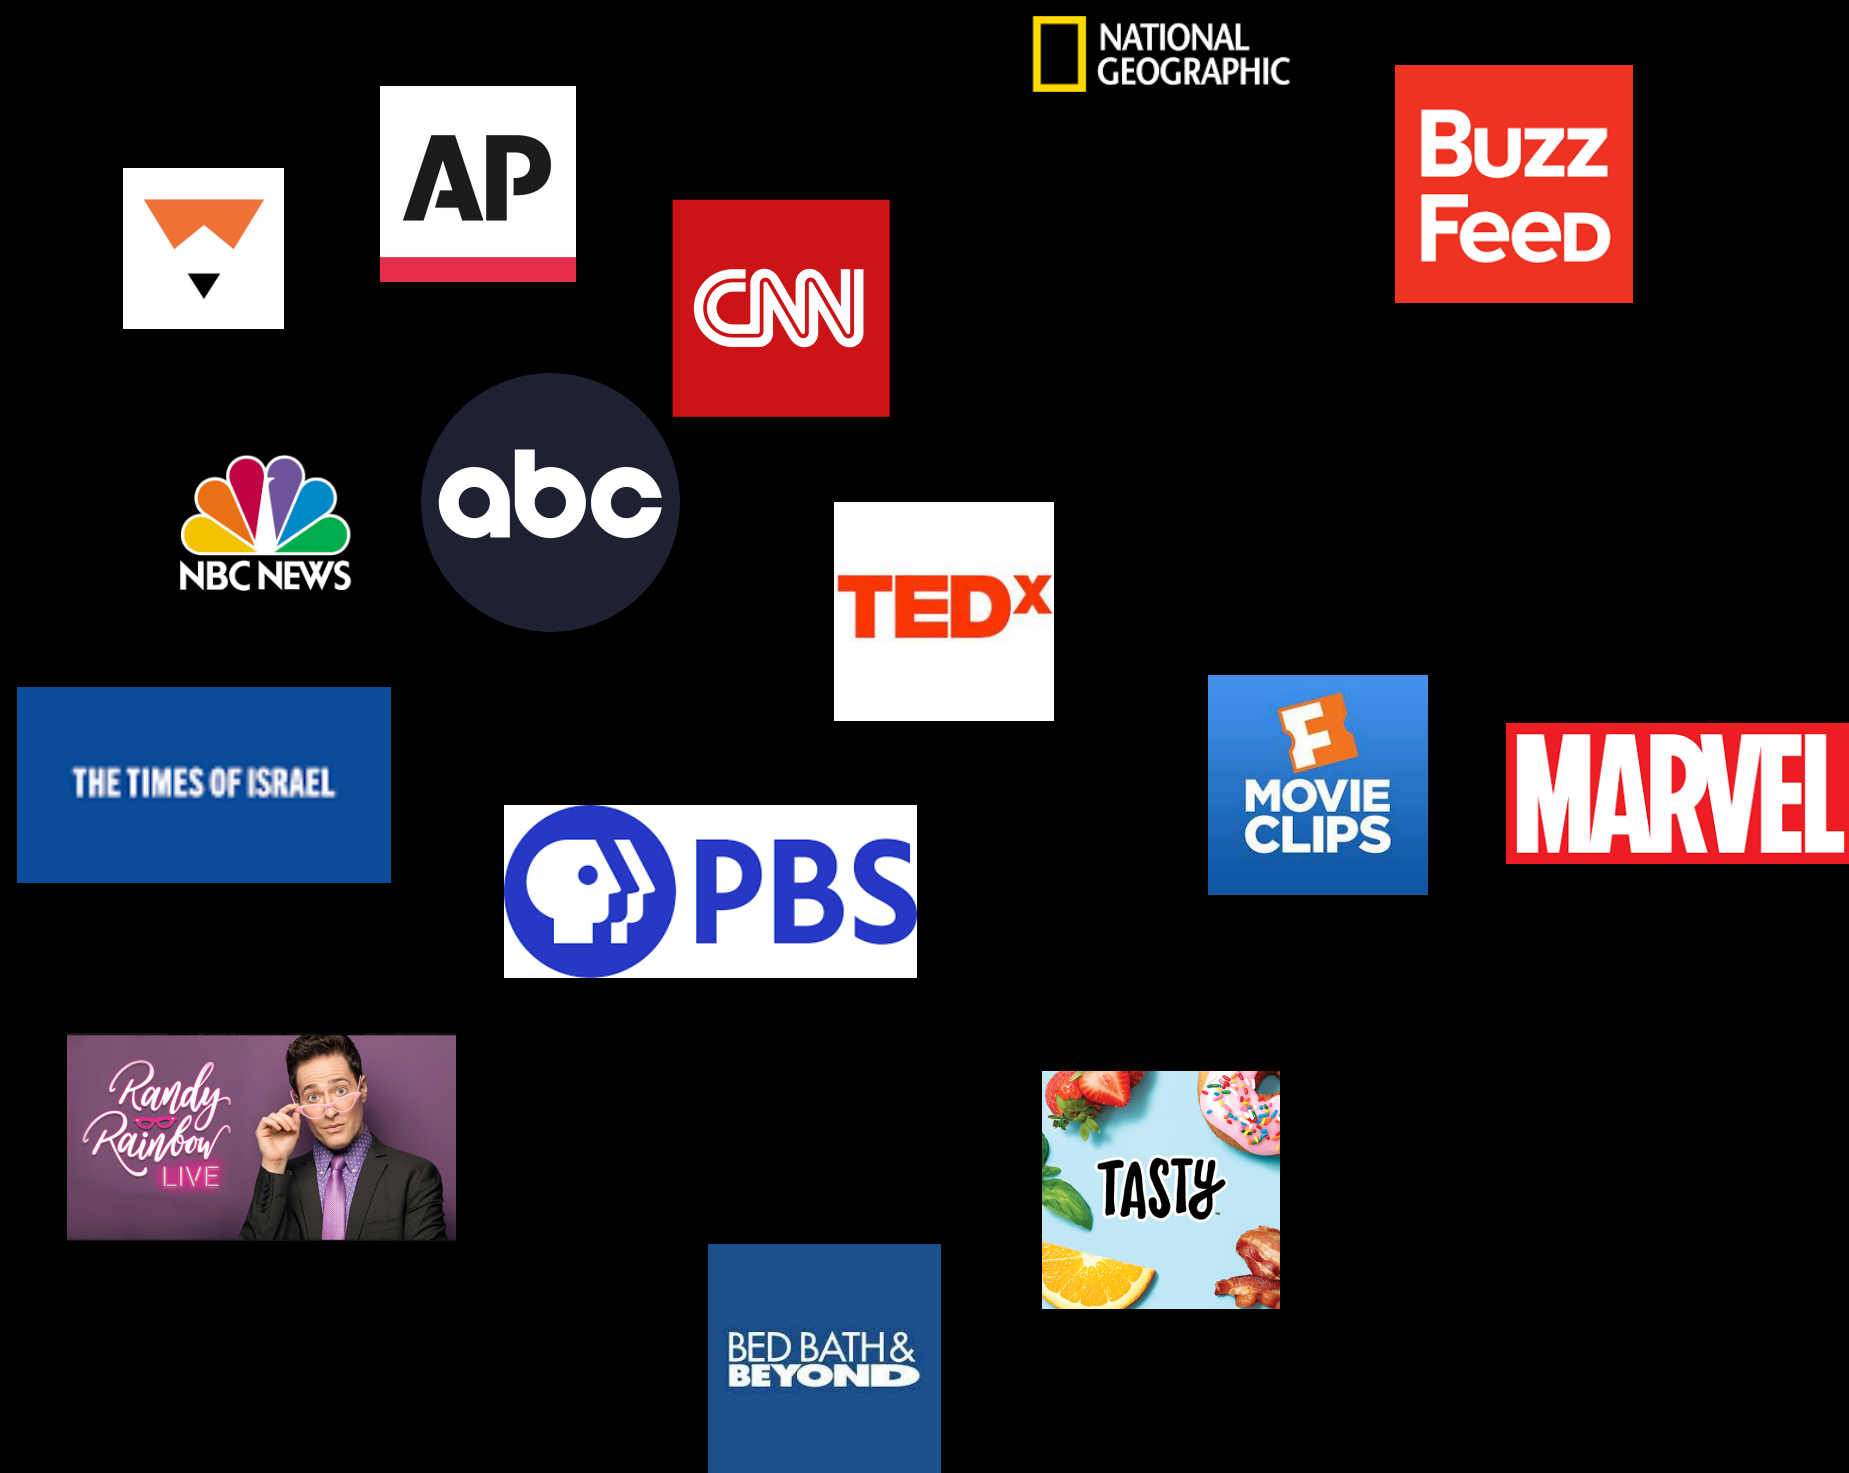 NATIONAL
GEOGRAPHIC
BUZZ
FEED
AP
CNN
abc
NBC NEWS
TEDx
THE TIMES OF ISRAEL
MOVIE
CLIPS
MARVEL
PBS
Randy
Rainbow
LIVE
TASTY
BED BATH &
BEYOND